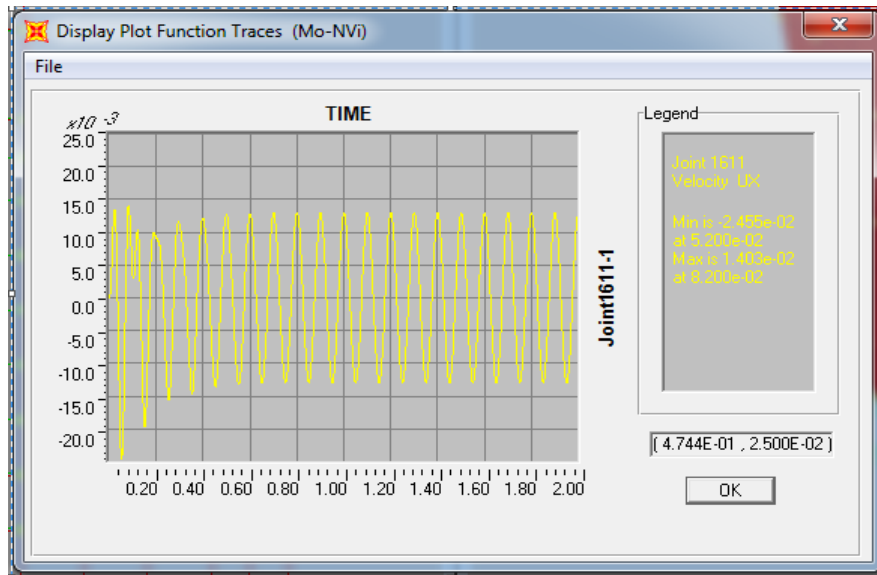 Display Plot Function Traces (Mo-NVi)
File
TIME
x10 -3
25.0
20.0
15.0
10.0
5.0
0.0
-5.0
-10.0
-15.0
-20.0
0.20 0.40 0.60 0.80 1.00 1.20 1.40 1.60 1.80 2.00
Joint1611-1
Legend
Joint 1611
Velocity UX
Min is -2.455e-02
at 5.200e-02
Max is 1.403e-02
at 8.200e-02
( 4.744E-01 , 2.500E-02 )
OK